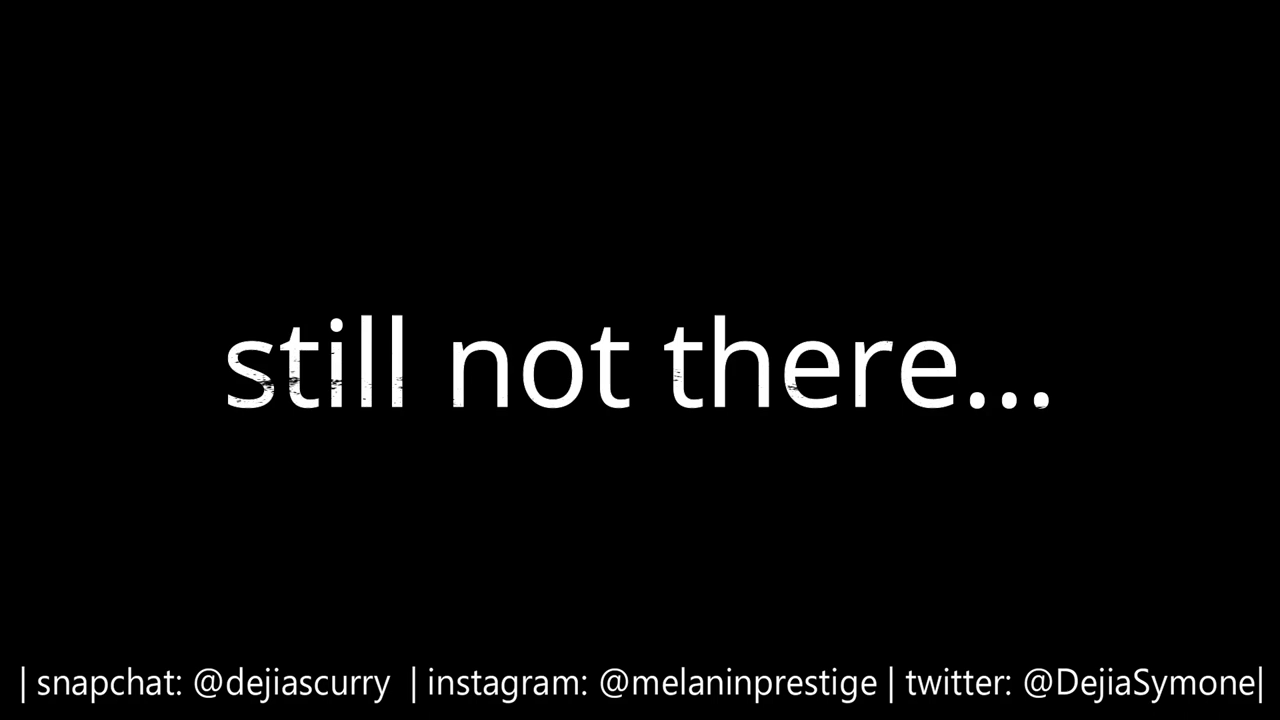 still not there...
| snapchat: @dejiascurry | instagram: @melaninprestige | twitter: @DejiaSymone|